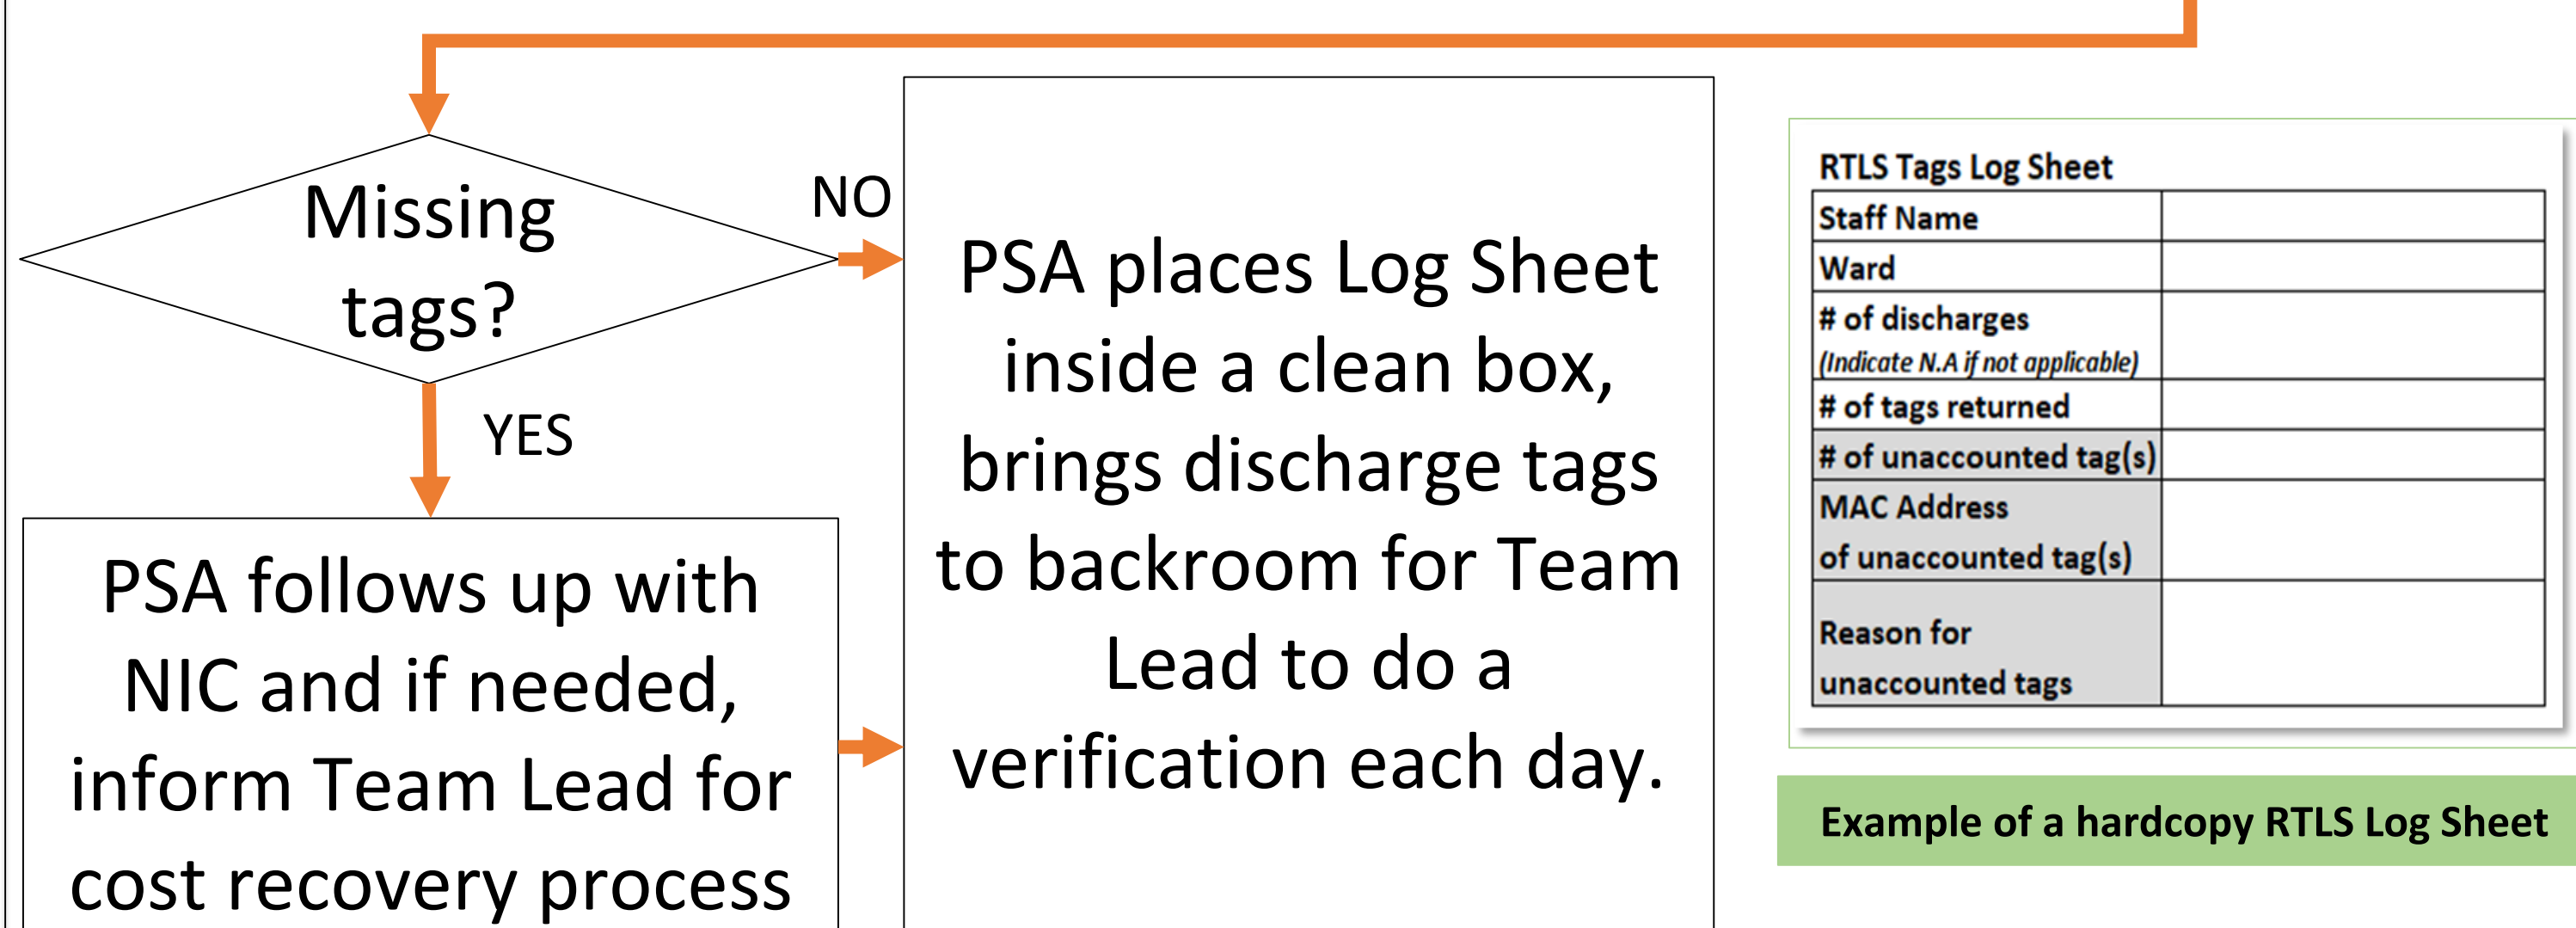 Missing
tags?
NO
YES
PSA follows up with
NIC and if needed,
inform Team Lead for
cost recovery process
PSA places Log Sheet
inside a clean box,
brings discharge tags
to backroom for Team
Lead to do a
verification each day.
RTLS Tags Log Sheet
Staff Name
Ward
# of discharges
(Indicate N.A if not applicable)
# of tags returned
# of unaccounted tag(s)
MAC Address
of unaccounted tag(s)
Reason for
unaccounted tags
Example of a hardcopy RTLS Log Sheet